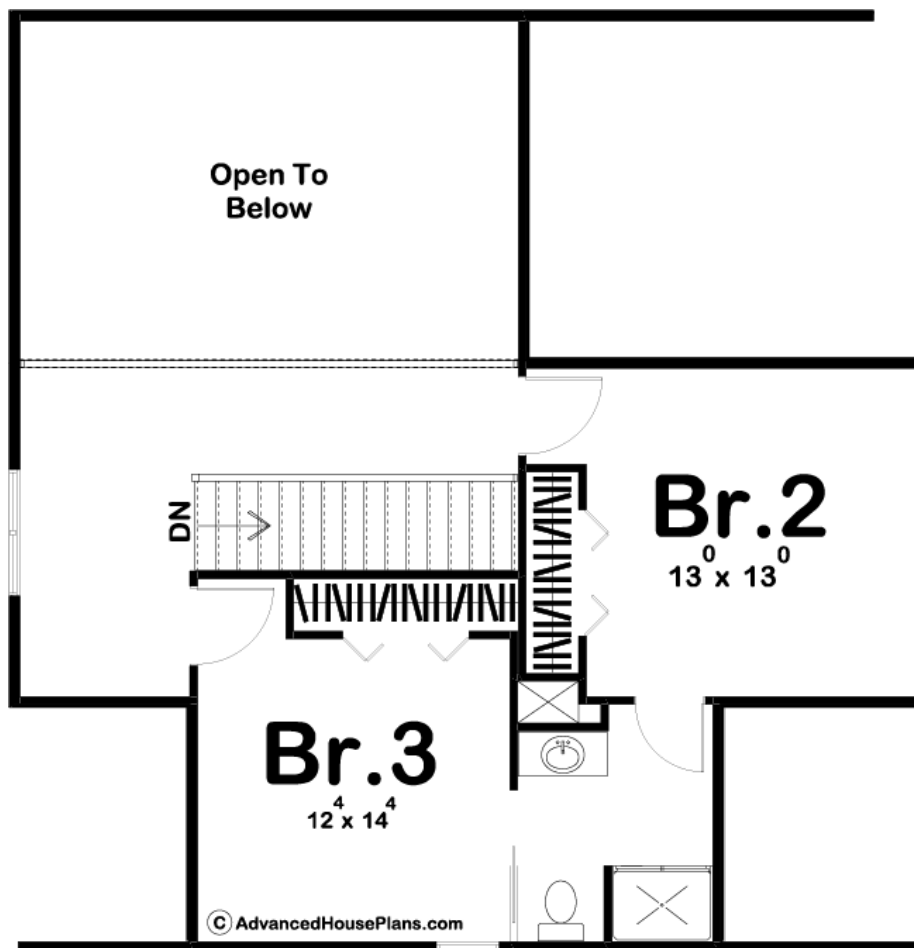 Open To
Below
DN
Br.2
13⁰ x 13⁰
Br.3
12⁴ x 14⁴
© AdvancedHousePlans.com